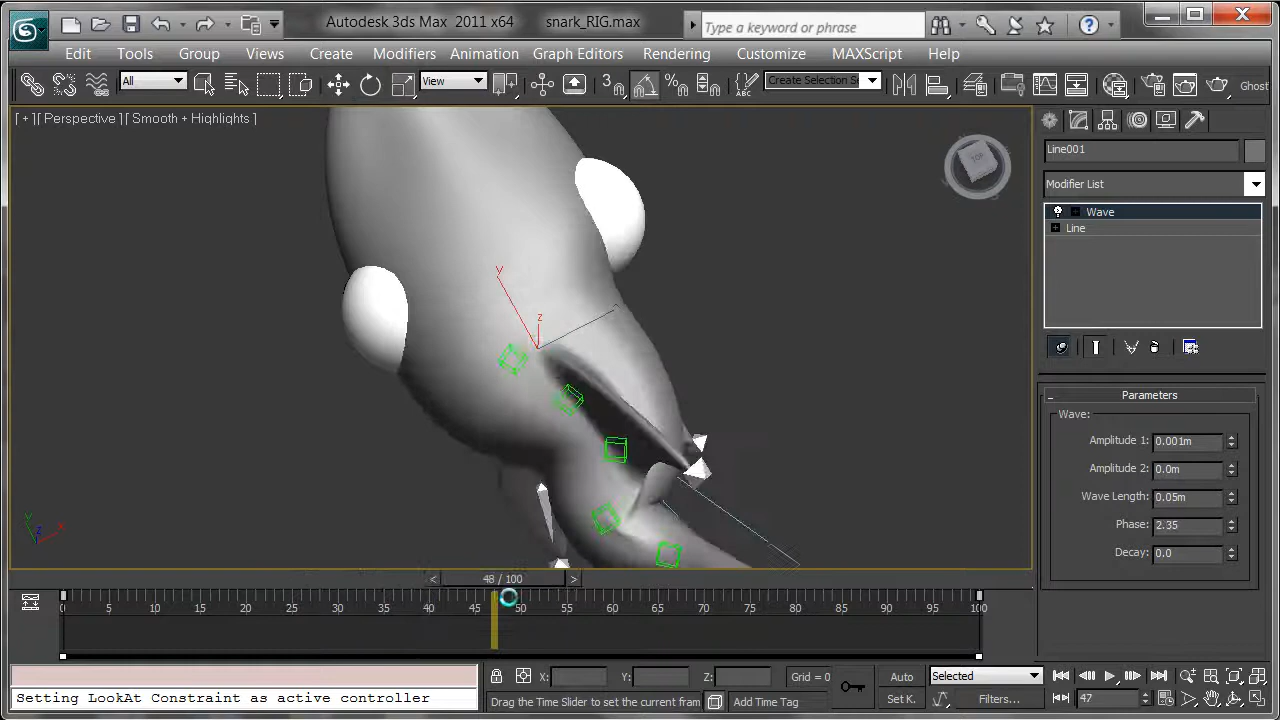 Autodesk 3ds Max 2011 x64 snark_RIG.max Type a keyword or phrase
Edit Tools Group Views Create Modifiers Animation Graph Editors Rendering Customize MAXScript Help
All View 3 Create Selection Se Ghost
[ + ][ Perspective ][ Smooth + Highlights ]
TOP
Line001
Modifier List
Wave
Line
y
z
Parameters
Wave:
Amplitude 1: 0.001m
Amplitude 2: 0.0m
Wave Length: 0.05m
Phase: 2.35
Decay: 0.0
Y
Z
X
< 48 / 100 >
0 5 10 15 20 25 30 35 40 45 50 55 60 65 70 75 80 85 90 95 100
X: Y: Z: Grid = 0 Auto Selected
Setting LookAt Constraint as active controller Drag the Time Slider to set the current fram Add Time Tag Set K. Filters... 47